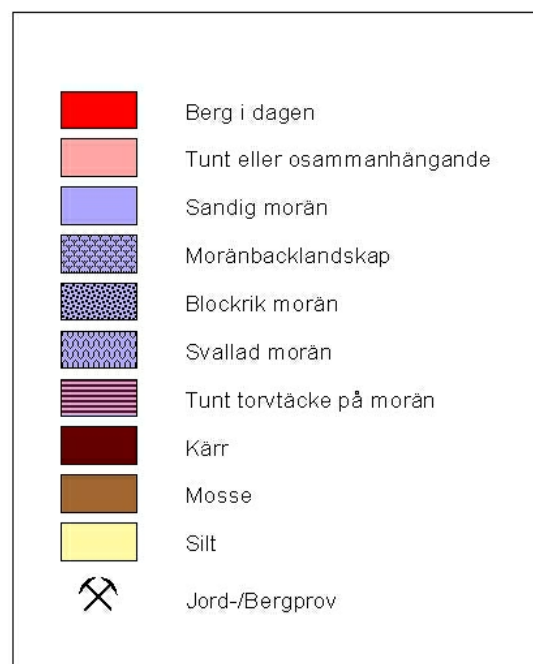 Berg i dagen
Tunt eller osammanhängande
Sandig morän
Moränbacklandskap
Blockrik morän
Svallad morän
Tunt torvtäcke på morän
Kärr
Mosse
Silt
Jord-/Bergprov